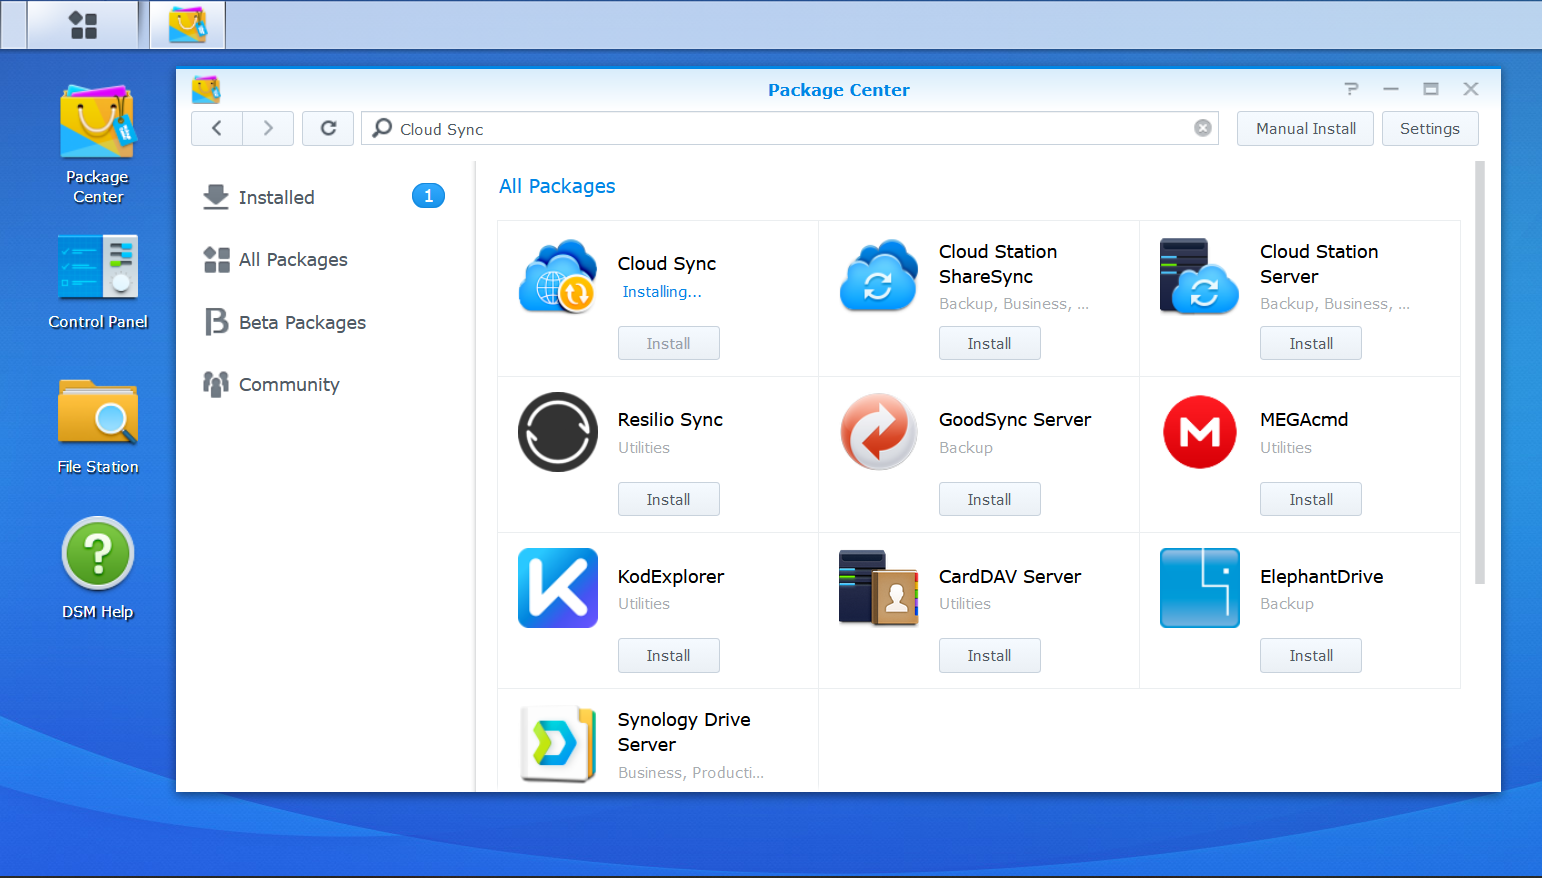 Package Center
Cloud Sync
Manual Install
Settings
Package
Center
Control Panel
File Station
DSM Help
Installed
1
All Packages
Beta Packages
Community
All Packages
Cloud Sync
Installing...
Install
Cloud Station
ShareSync
Backup, Business, ...
Install
Cloud Station
Server
Backup, Business, ...
Install
Resilio Sync
Utilities
Install
GoodSync Server
Backup
Install
MEGAcmd
Utilities
Install
KodExplorer
Utilities
Install
CardDAV Server
Utilities
Install
ElephantDrive
Backup
Install
Synology Drive
Server
Business, Producti...